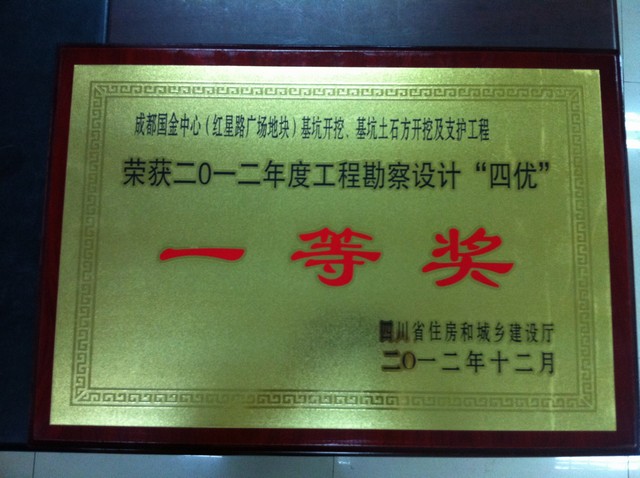 成都国金中心（红星路广场地块）基坑开挖、基坑土石方开挖及支护工程
荣获二0一二年度工程勘察设计“四优”
一等奖
四川省住房和城乡建设厅
二0一二年十二月